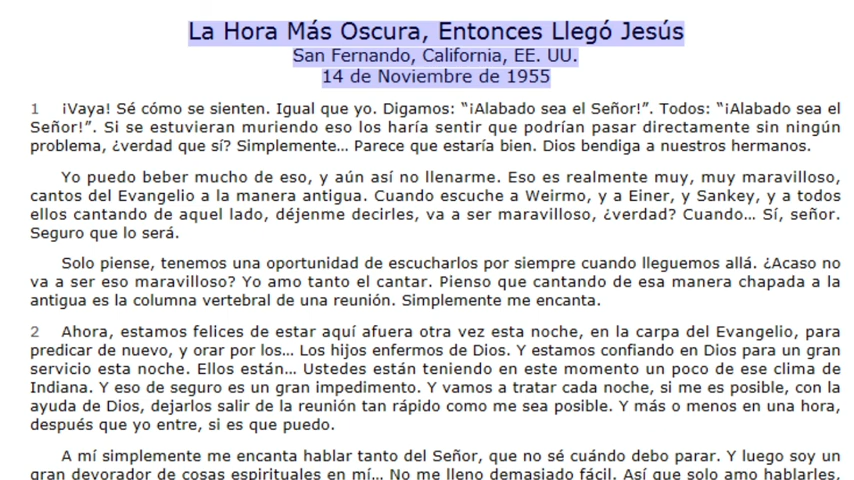 La Hora Más Oscura, Entonces Llegó Jesús
San Fernando, California, EE. UU.
14 de Noviembre de 1955
1 ¡Vaya! Sé cómo se sienten. Igual que yo. Digamos: “¡Alabado sea el Señor!”. Todos: “¡Alabado sea el
Señor!”. Si se estuvieran muriendo eso los haría sentir que podrían pasar directamente sin ningún
problema, ¿verdad que sí? Simplemente… Parece que estaría bien. Dios bendiga a nuestros hermanos.
Yo puedo beber mucho de eso, y aún así no llenarme. Eso es realmente muy, muy maravilloso,
cantos del Evangelio a la manera antigua. Cuando escuche a Weirmo, y a Einer, y Sankey, y a todos
ellos cantando de aquel lado, déjenme decirles, va a ser maravilloso, ¿verdad? Cuando… Sí, señor.
Seguro que lo será.
Solo piense, tenemos una oportunidad de escucharlos por siempre cuando lleguemos allá. ¿Acaso no
va a ser eso maravilloso? Yo amo tanto el cantar. Pienso que cantando de esa manera chapada a la
antigua es la columna vertebral de una reunión. Simplemente me encanta.
2 Ahora, estamos felices de estar aquí afuera otra vez esta noche, en la carpa del Evangelio, para
predicar de nuevo, y orar por los… Los hijos enfermos de Dios. Y estamos confiando en Dios para un gran
servicio esta noche. Ellos están… Ustedes están teniendo en este momento un poco de ese clima de
Indiana. Y eso de seguro es un gran impedimento. Y vamos a tratar cada noche, si me es posible, con la
ayuda de Dios, dejarlos salir de la reunión tan rápido como me sea posible. Y más o menos en una hora,
después que yo entre, si es que puedo.
A mí simplemente me encanta hablar tanto del Señor, que no sé cuándo debo parar. Y luego soy un
gran devorador de cosas espirituales en mí… No me lleno demasiado fácil. Así que solo amo hablarles,